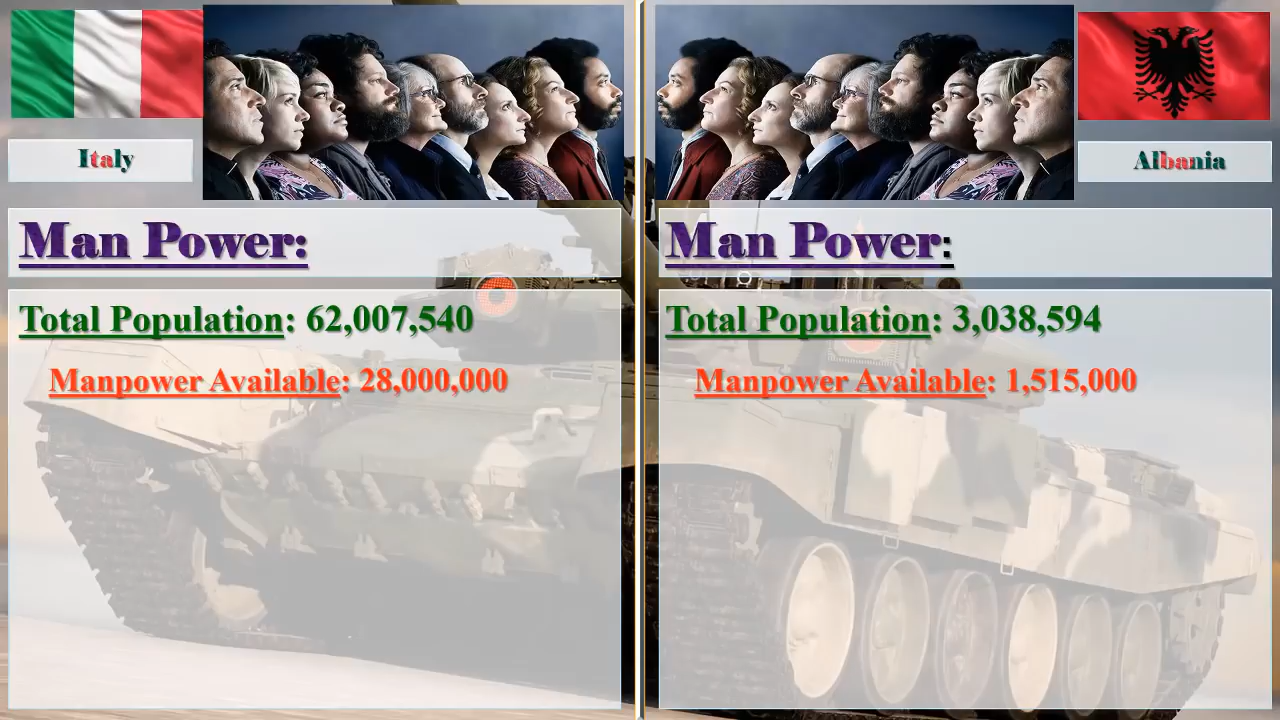 Italy
Albania
Man Power:
Man Power:
Total Population: 62,007,540
Manpower Available: 28,000,000
Total Population: 3,038,594
Manpower Available: 1,515,000